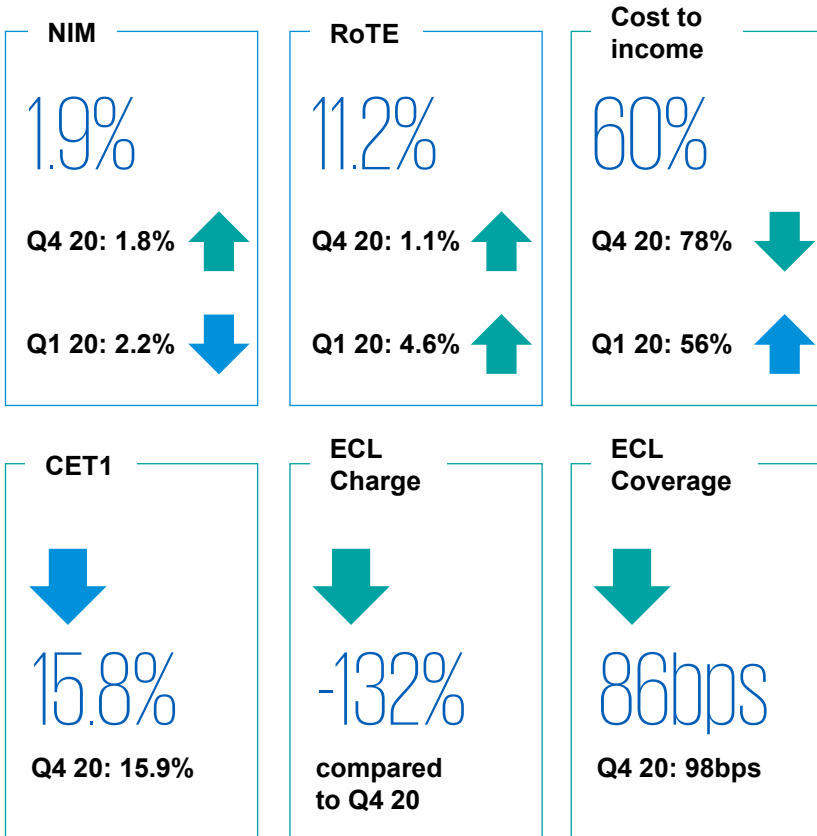 NIM
1.9%
Q4 20: 1.8%
Q1 20: 2.2%
RoTE
11.2%
Q4 20: 1.1%
Q1 20: 4.6%
Cost to
income
60%
Q4 20: 78%
Q1 20: 56%
CET1
15.8%
Q4 20: 15.9%
ECL
Charge
-132%
compared
to Q4 20
ECL
Coverage
86bps
Q4 20: 98bps